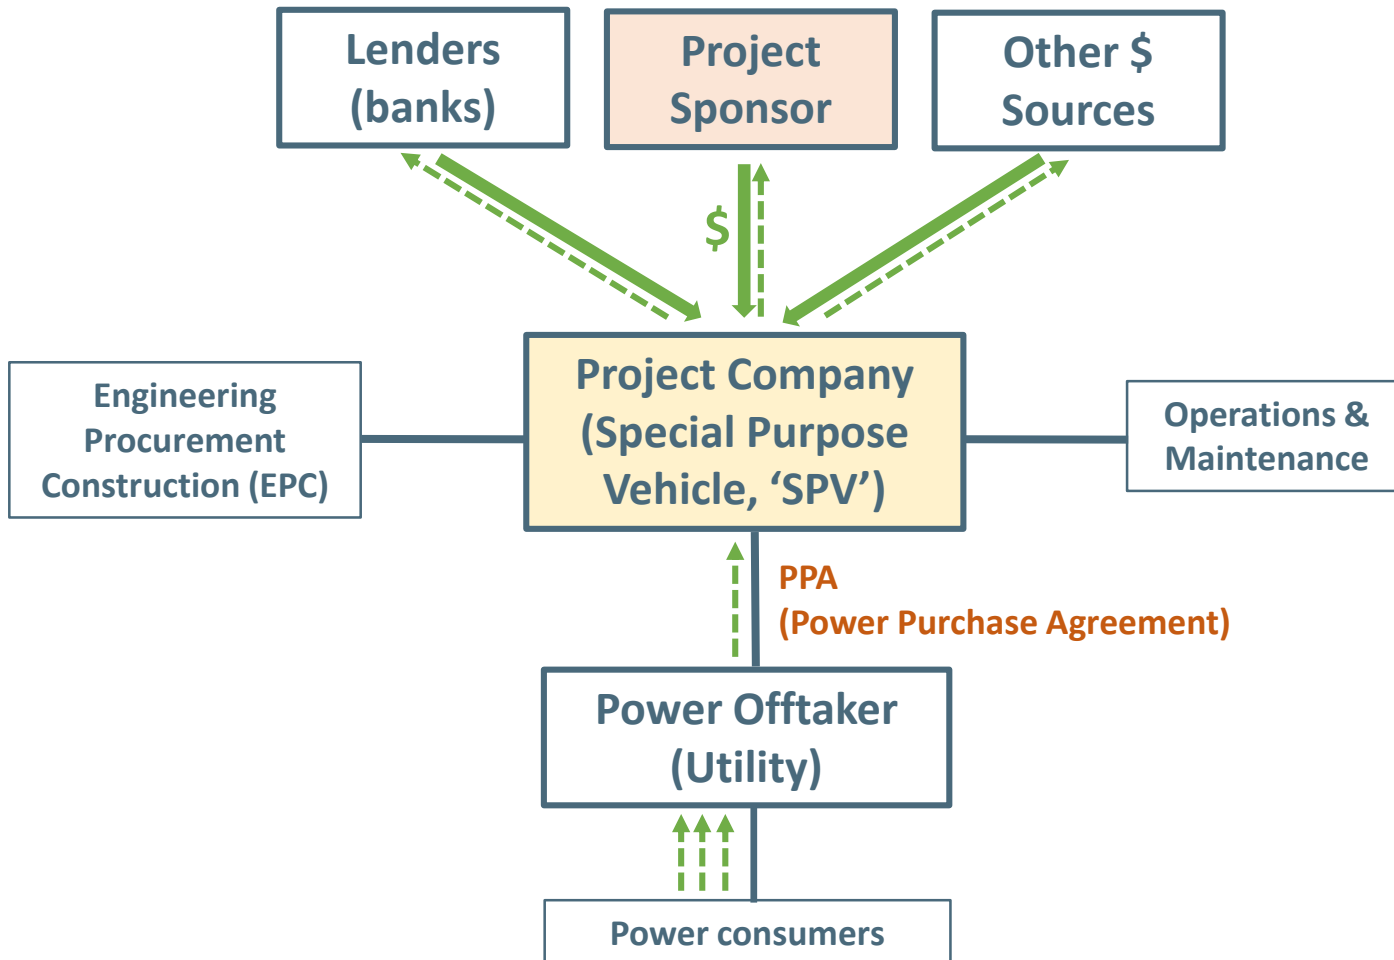 Lenders
(banks)
Project
Sponsor
Other $
Sources
$
Engineering
Procurement
Construction (EPC)
Project Company
(Special Purpose
Vehicle, ‘SPV’)
Operations &
Maintenance
PPA
(Power Purchase Agreement)
Power Offtaker
(Utility)
Power consumers